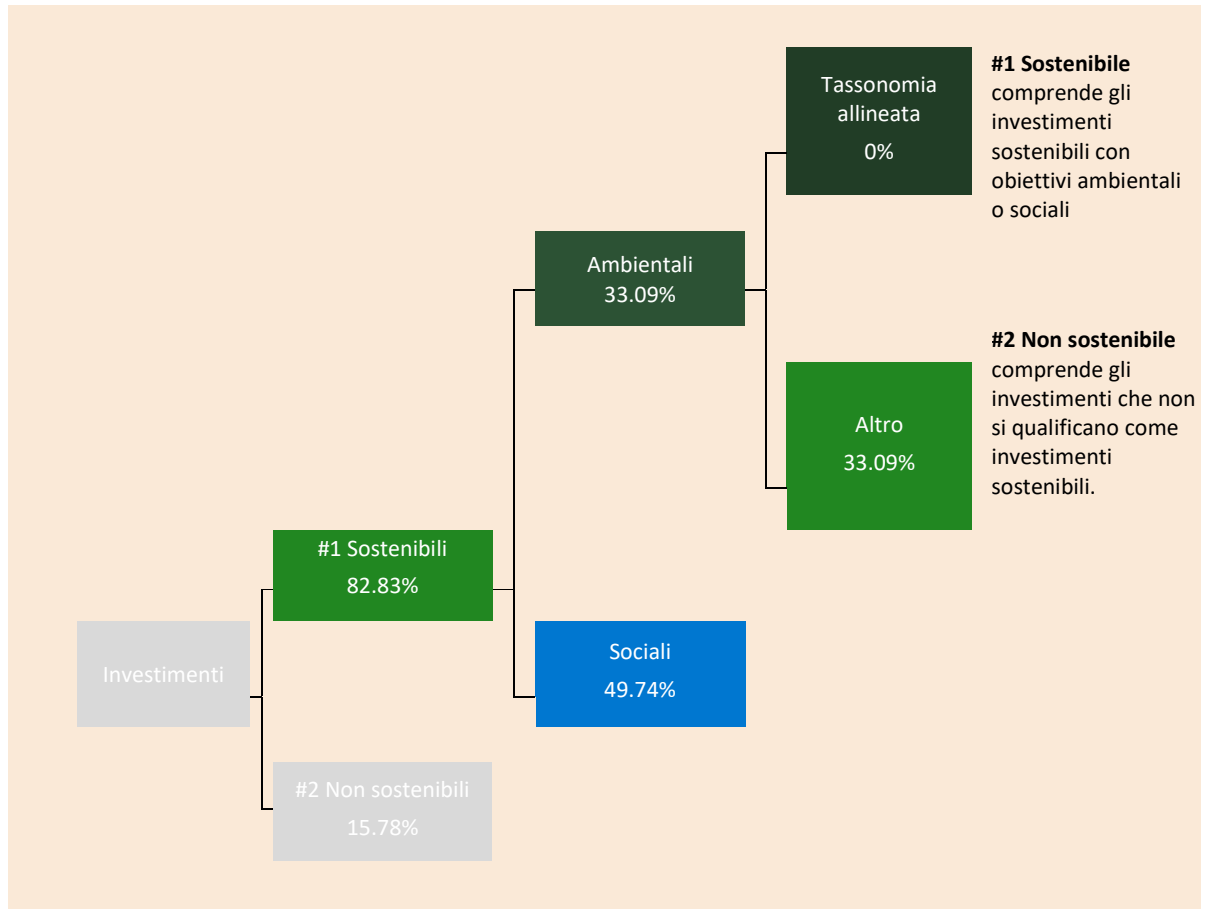 Tassonomia
allineata
0%
#1 Sostenibile
comprende gli
investimenti
sostenibili con
obiettivi ambientali
o sociali
Ambientali
33.09%
#2 Non sostenibile
comprende gli
investimenti che non
si qualificano come
investimenti
sostenibili.
Altro
33.09%
#1 Sostenibili
82.83%
Sociali
49.74%
Investimenti
#2 Non sostenibili
15.78%